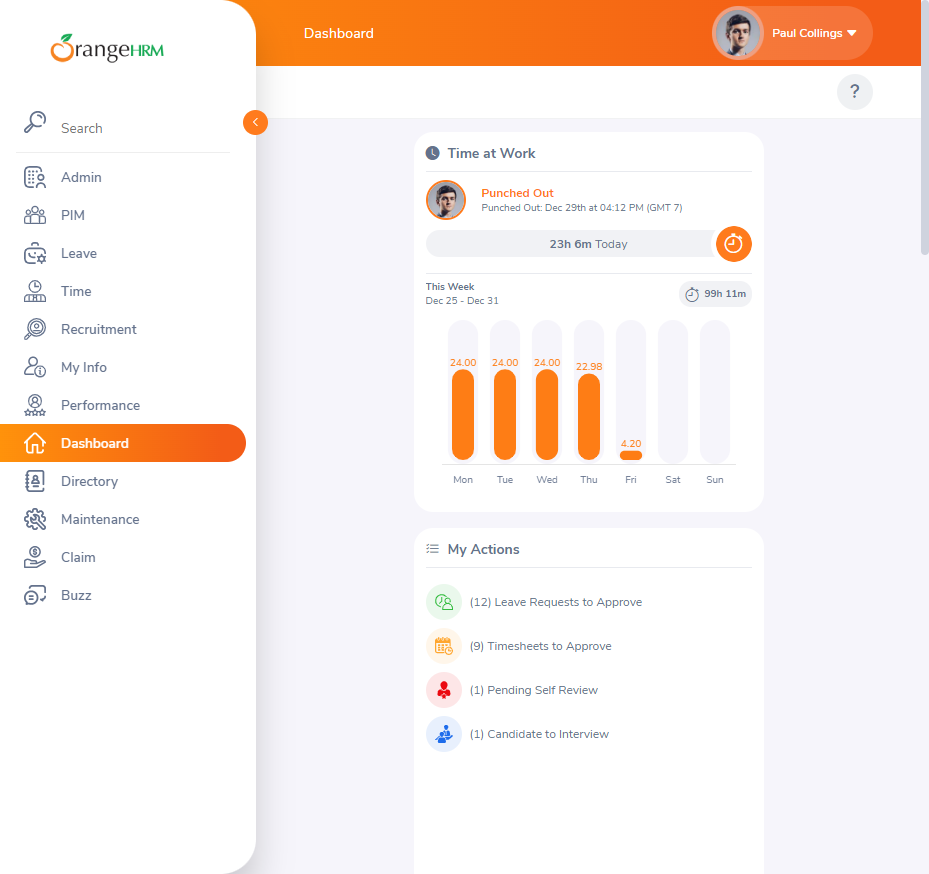 OrangeHRM
Search
Admin
PIM
Leave
Time
Recruitment
My Info
Performance
Dashboard
Directory
Maintenance
Claim
Buzz
Dashboard
Paul Collings
?
Time at Work
Punched Out
Punched Out: Dec 29th at 04:12 PM (GMT 7)
23h 6m Today
This Week
Dec 25 - Dec 31
99h 11m
24.00 24.00 24.00 22.98 4.20
Mon Tue Wed Thu Fri Sat Sun
My Actions
(12) Leave Requests to Approve
(9) Timesheets to Approve
(1) Pending Self Review
(1) Candidate to Interview